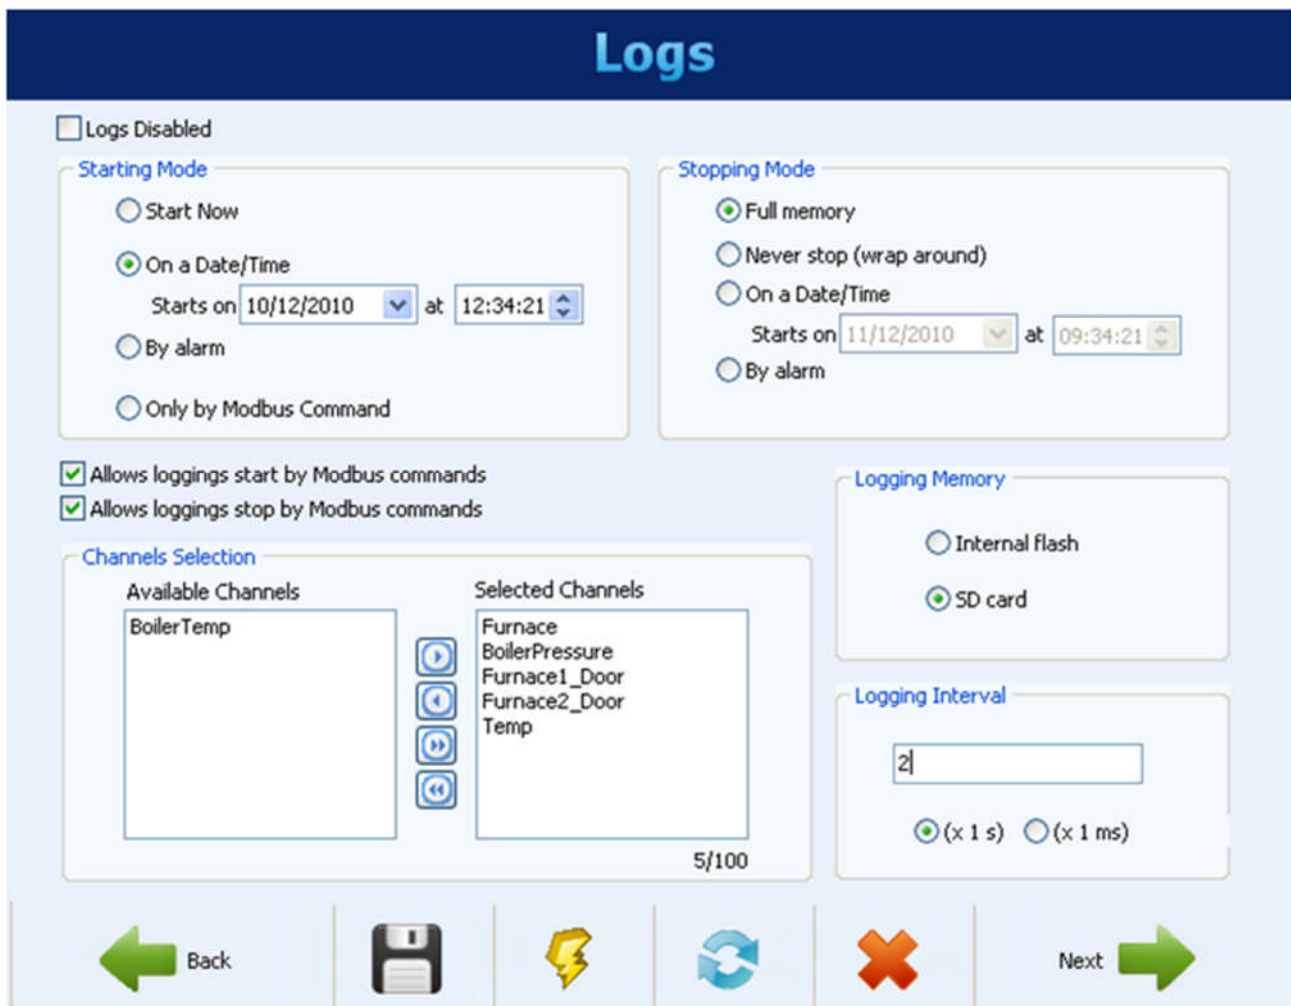 Logs
Logs Disabled
Starting Mode
Start Now
On a Date/Time
Starts on 10/12/2010 at 12:34:21
By alarm
Only by Modbus Command
Stopping Mode
Full memory
Never stop (wrap around)
On a Date/Time
Starts on 11/12/2010 at 09:34:21
By alarm
Allows loggings start by Modbus commands
Allows loggings stop by Modbus commands
Channels Selection
Available Channels
BoilerTemp
Selected Channels
Furnace
BoilerPressure
Furnace1_Door
Furnace2_Door
Temp
5/100
Logging Memory
Internal flash
SD card
Logging Interval
2
(x 1 s) (x 1 ms)
Back Next